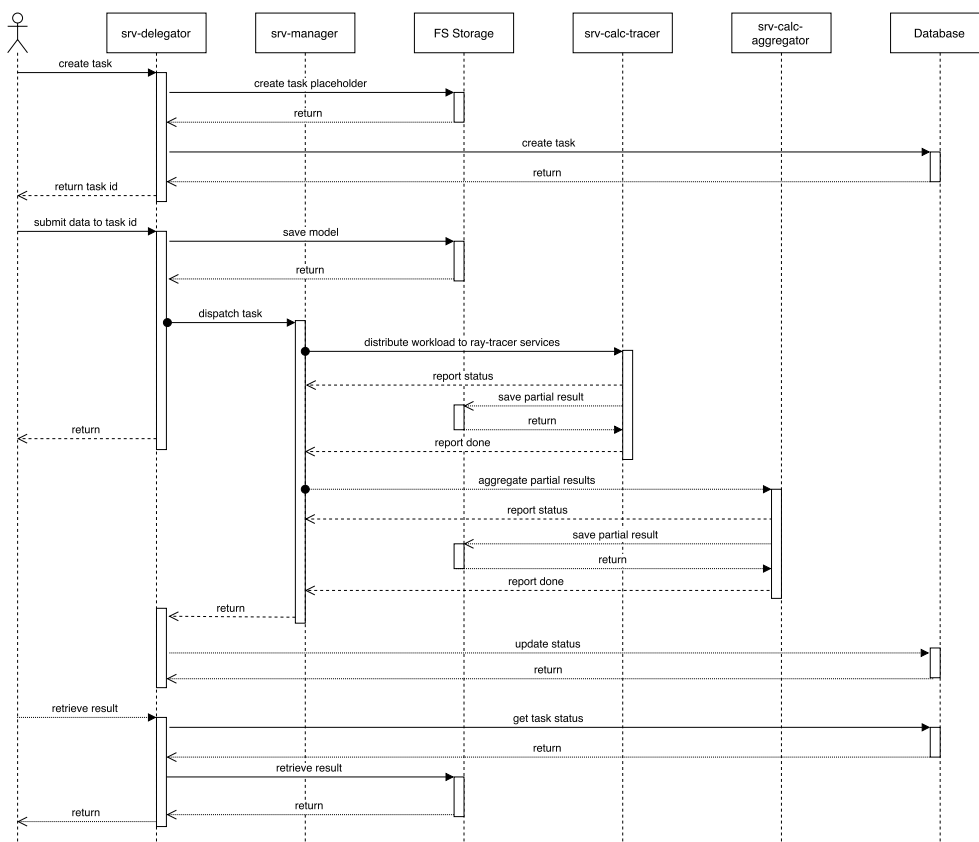 srv-delegator
srv-manager
FS Storage
srv-calc-tracer
srv-calc-
aggregator
Database
create task
create task placeholder
return
create task
return
return task id
submit data to task id
save model
return
dispatch task
distribute workload to ray-tracer services
report status
save partial result
return
return
report done
aggregate partial results
report status
save partial result
return
report done
return
update status
return
retrieve result
get task status
return
retrieve result
return
return